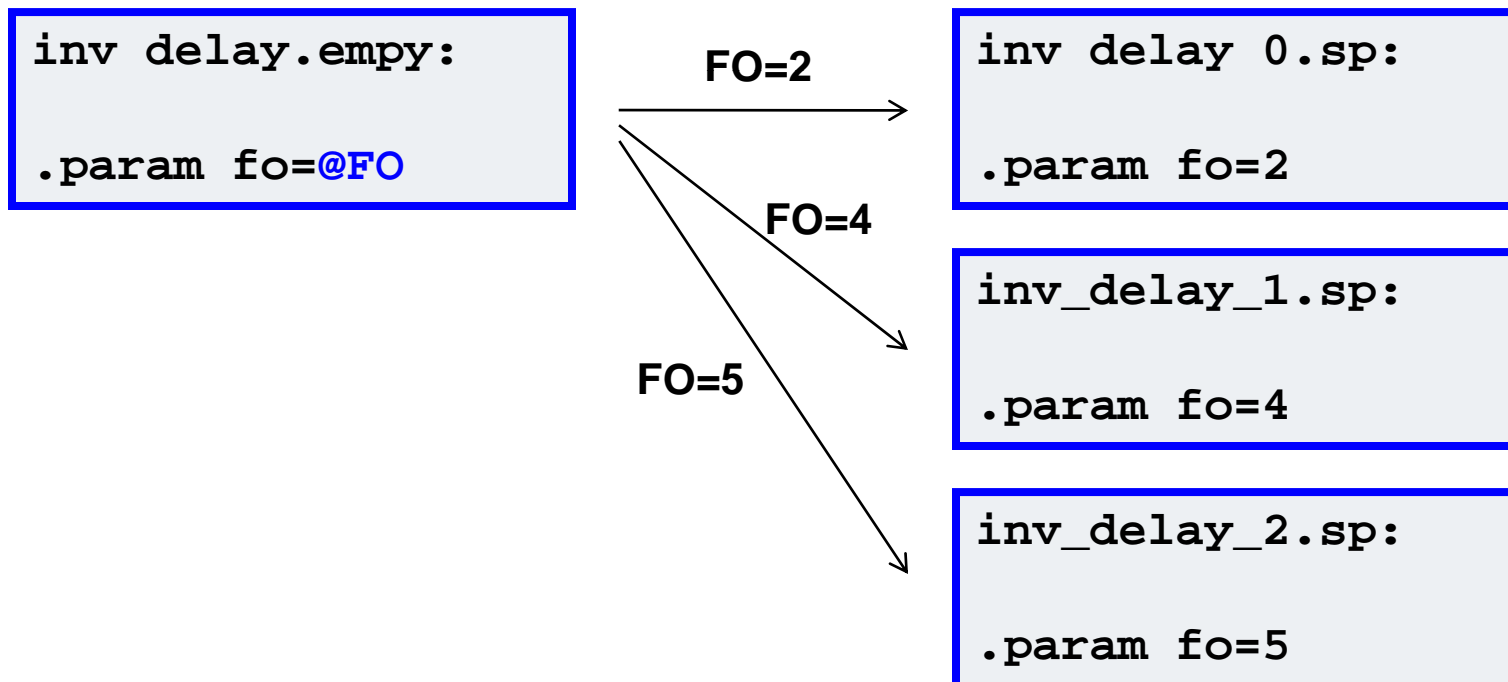 inv delay.empy:
.param fo=@FO
FO=2
FO=4
FO=5
inv delay 0.sp:
.param fo=2
inv_delay_1.sp:
.param fo=4
inv_delay_2.sp:
.param fo=5